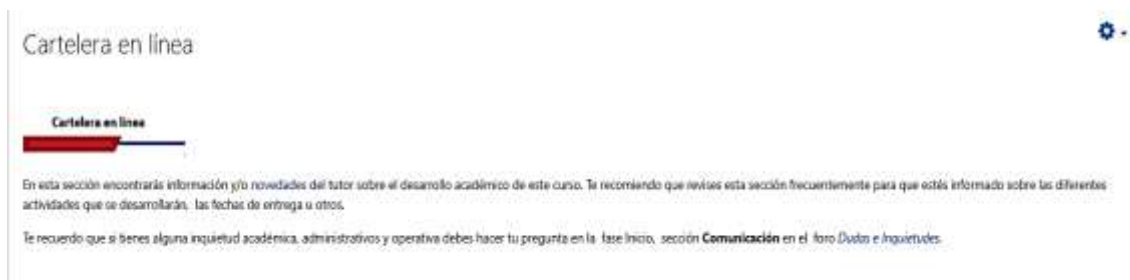 Cartelera en línea
Cartelera en línea
En esta sección encontrarás información y/o novedades del tutor sobre el desarrollo académico de este curso. Te recomiendo que revises esta sección frecuentemente para que estés informado sobre las diferentes
actividades que se desarrollarán, las fechas de entrega u otros.
Te recuerdo que si tienes alguna inquietud académica, administrativos y operativa debes hacer tu pregunta en la fase Inicio, sección Comunicación en el foro Dudas e Inquietudes.